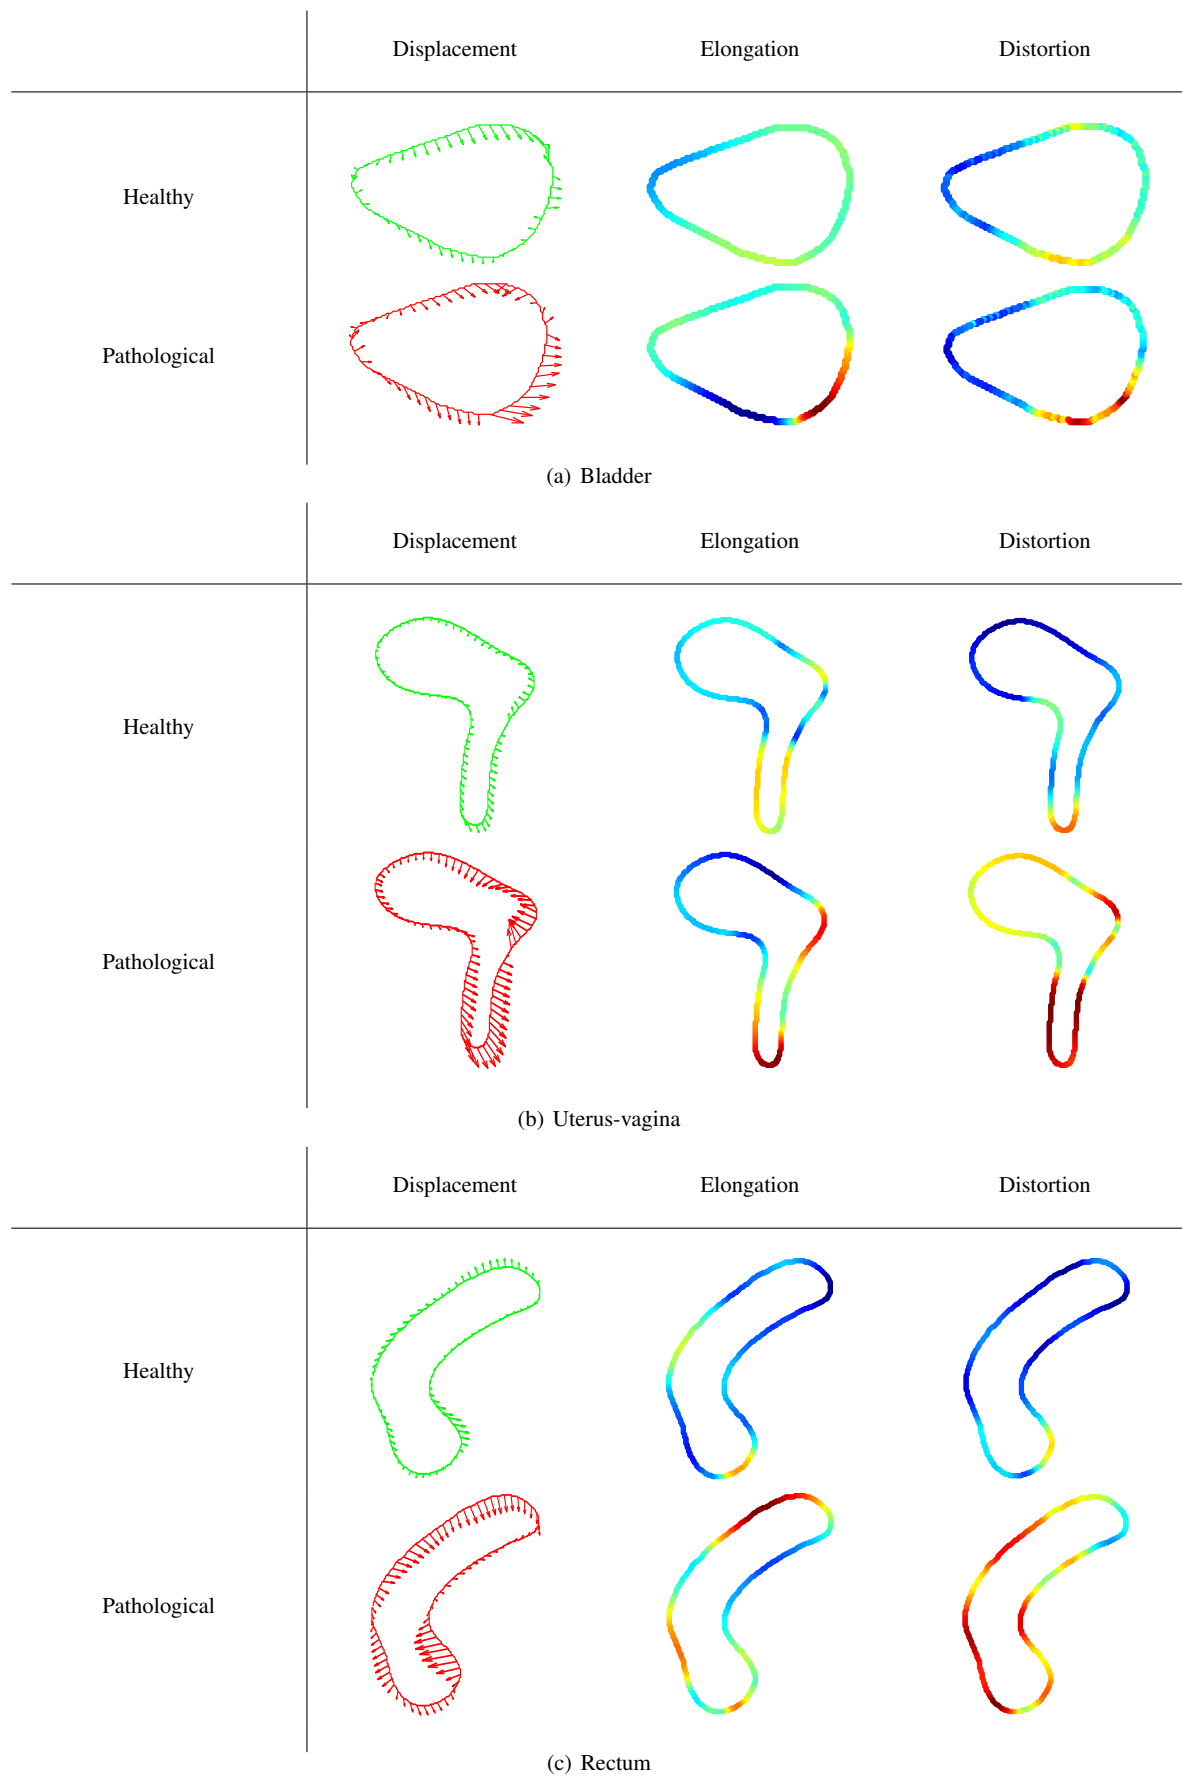 Displacement Elongation Distortion
Healthy
Pathological
(a) Bladder
Displacement Elongation Distortion
Healthy
Pathological
(b) Uterus-vagina
Displacement Elongation Distortion
Healthy
Pathological
(c) Rectum